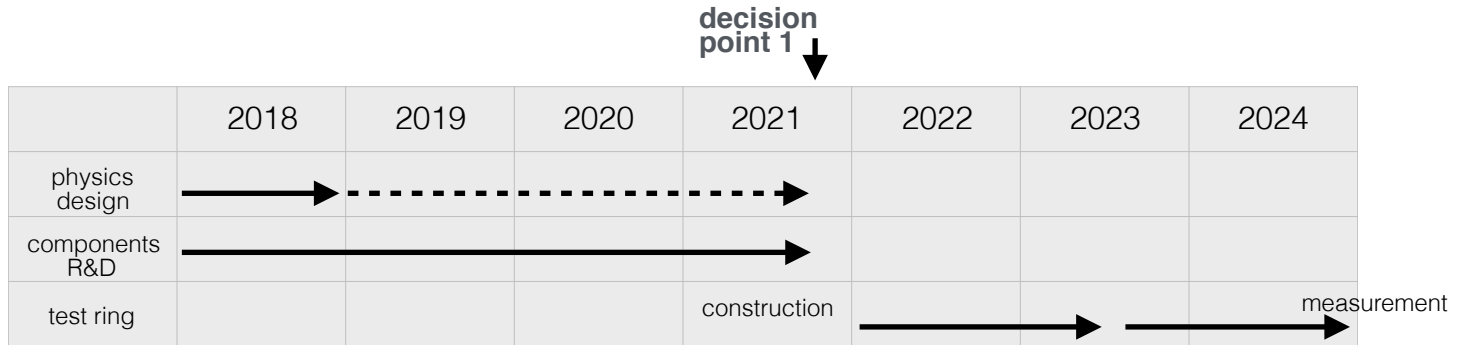 decision
point 1
2018 2019 2020 2021 2022 2023 2024
physics
design
components
R&D
test ring construction measurement